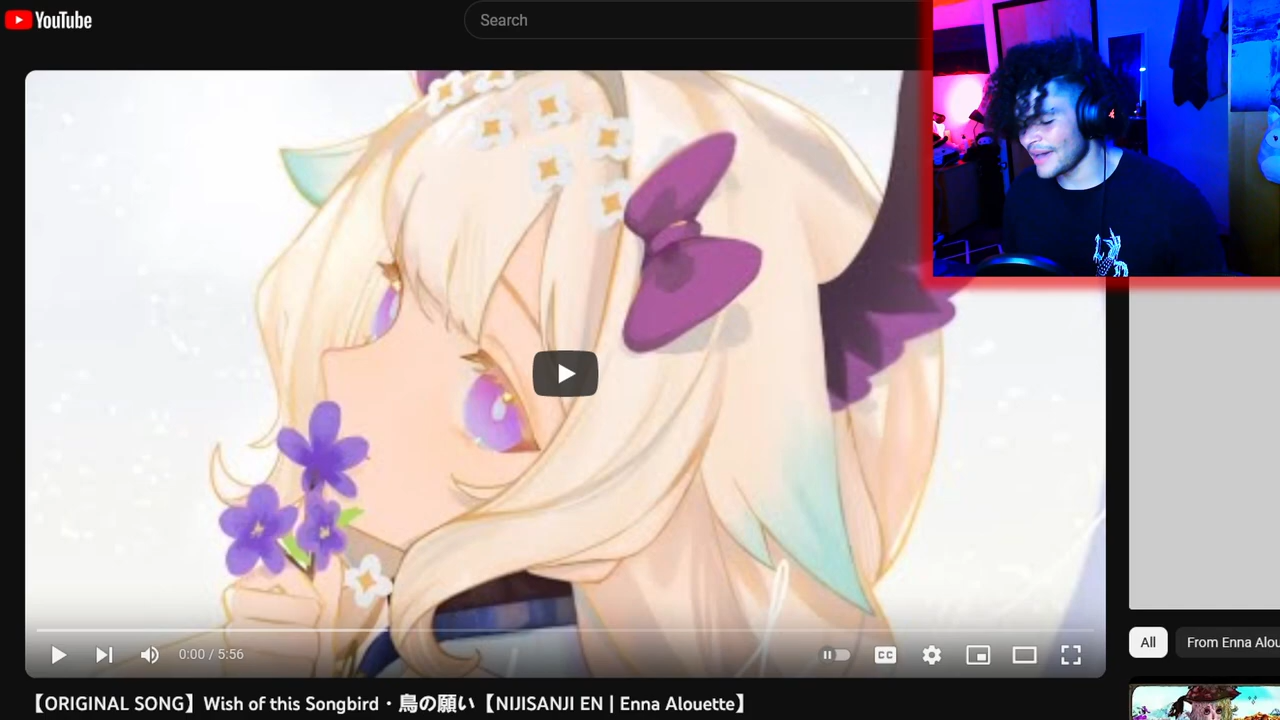 YouTube
Search
0:00 / 5:56
CC
All
From Enna Alou
【ORIGINAL SONG】Wish of this Songbird・鳥の願い【NIJISANJI EN | Enna Alouette】